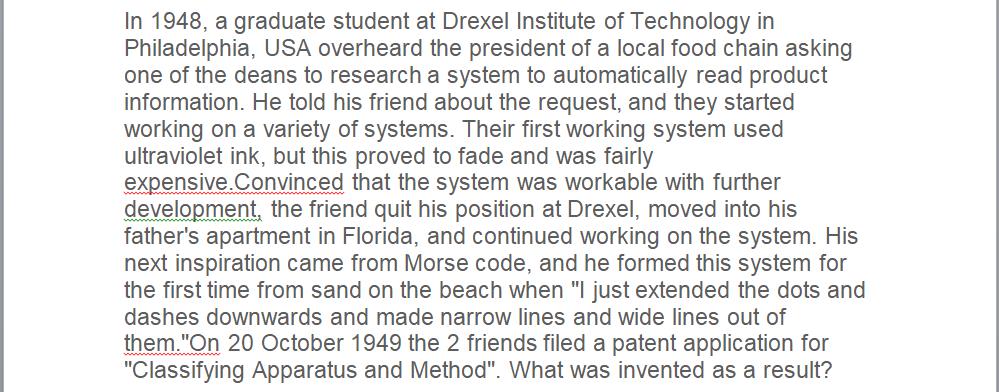 In 1948, a graduate student at Drexel Institute of Technology in
Philadelphia, USA overheard the president of a local food chain asking
one of the deans to research a system to automatically read product
information. He told his friend about the request, and they started
working on a variety of systems. Their first working system used
ultraviolet ink, but this proved to fade and was fairly
expensive.Convinced that the system was workable with further
development, the friend quit his position at Drexel, moved into his
father's apartment in Florida, and continued working on the system. His
next inspiration came from Morse code, and he formed this system for
the first time from sand on the beach when "I just extended the dots and
dashes downwards and made narrow lines and wide lines out of
them."On 20 October 1949 the 2 friends filed a patent application for
"Classifying Apparatus and Method". What was invented as a result?